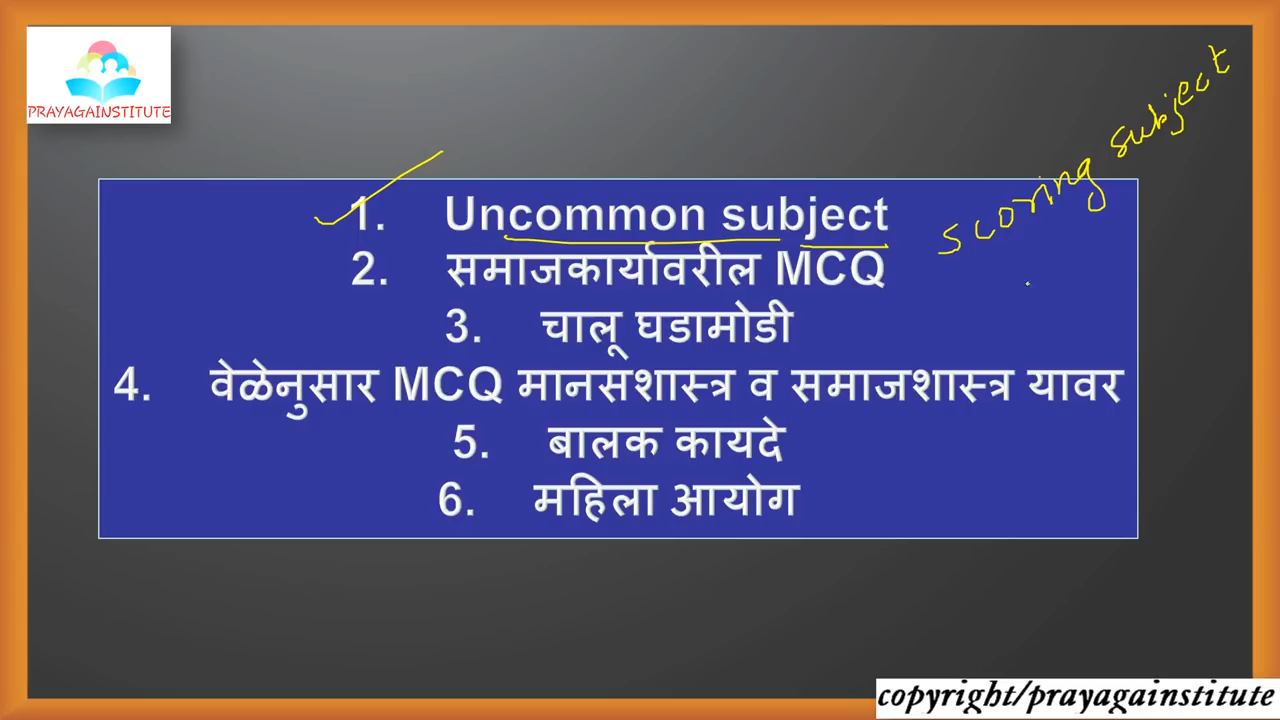 PRAYAGAINSTITUTE
scoring subject
1. Uncommon subject
2. समाजकार्यावरील MCQ
3. चालू घडामोडी
4. वेळेनुसार MCQ मानसशास्त्र व समाजशास्त्र यावर
5. बालक कायदे
6. महिला आयोग
copyright/prayagainstitute